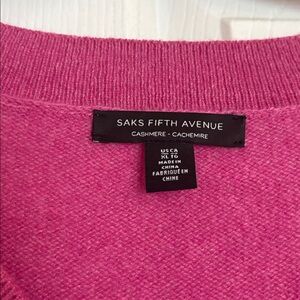 SAKS FIFTH AVENUE
CASHMERE - CACHEMIRE
US CA
XL TG
MADE IN
CHINA
FABRIQUÉ EN
CHINE